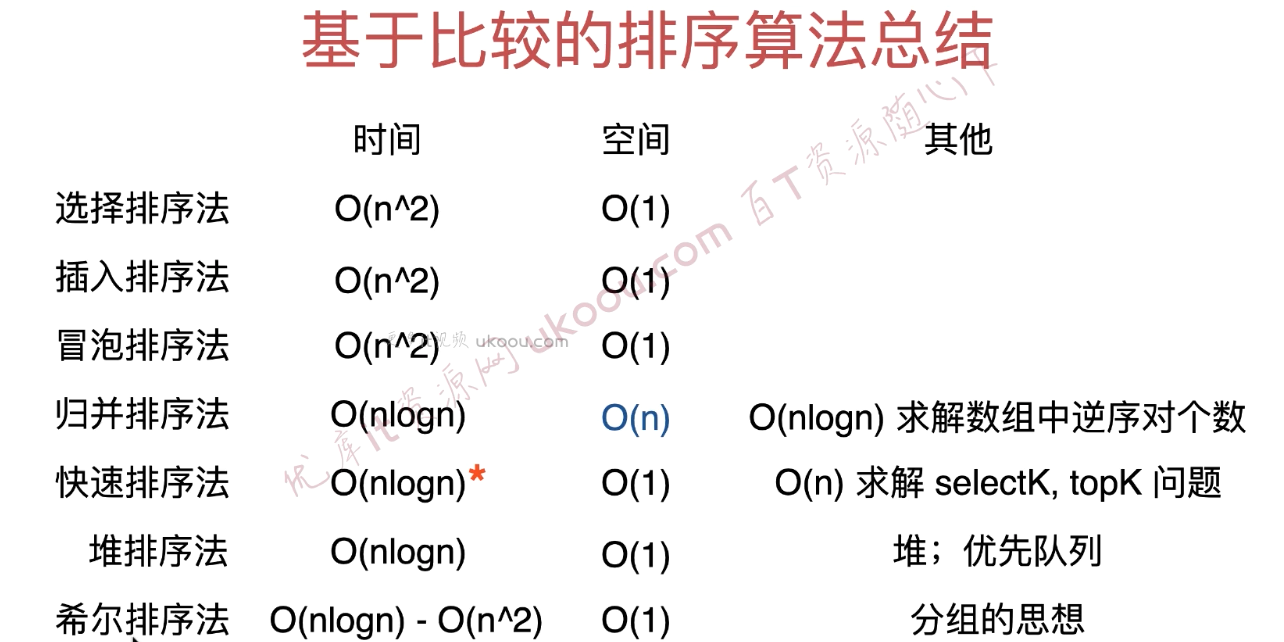 基于比较的排序算法总结
时间 空间 其他
选择排序法 O(n^2) O(1)
插入排序法 O(n^2) O(1)
冒泡排序法 O(n^2) O(1)
归并排序法 O(nlogn) O(n) O(nlogn) 求解数组中逆序对个数
快速排序法 O(nlogn)* O(1) O(n) 求解 selectK, topK 问题
堆排序法 O(nlogn) O(1) 堆；优先队列
希尔排序法 O(nlogn) - O(n^2) O(1) 分组的思想
优库it资源网 ukoou.com 百T资源随心下
ukoou.com